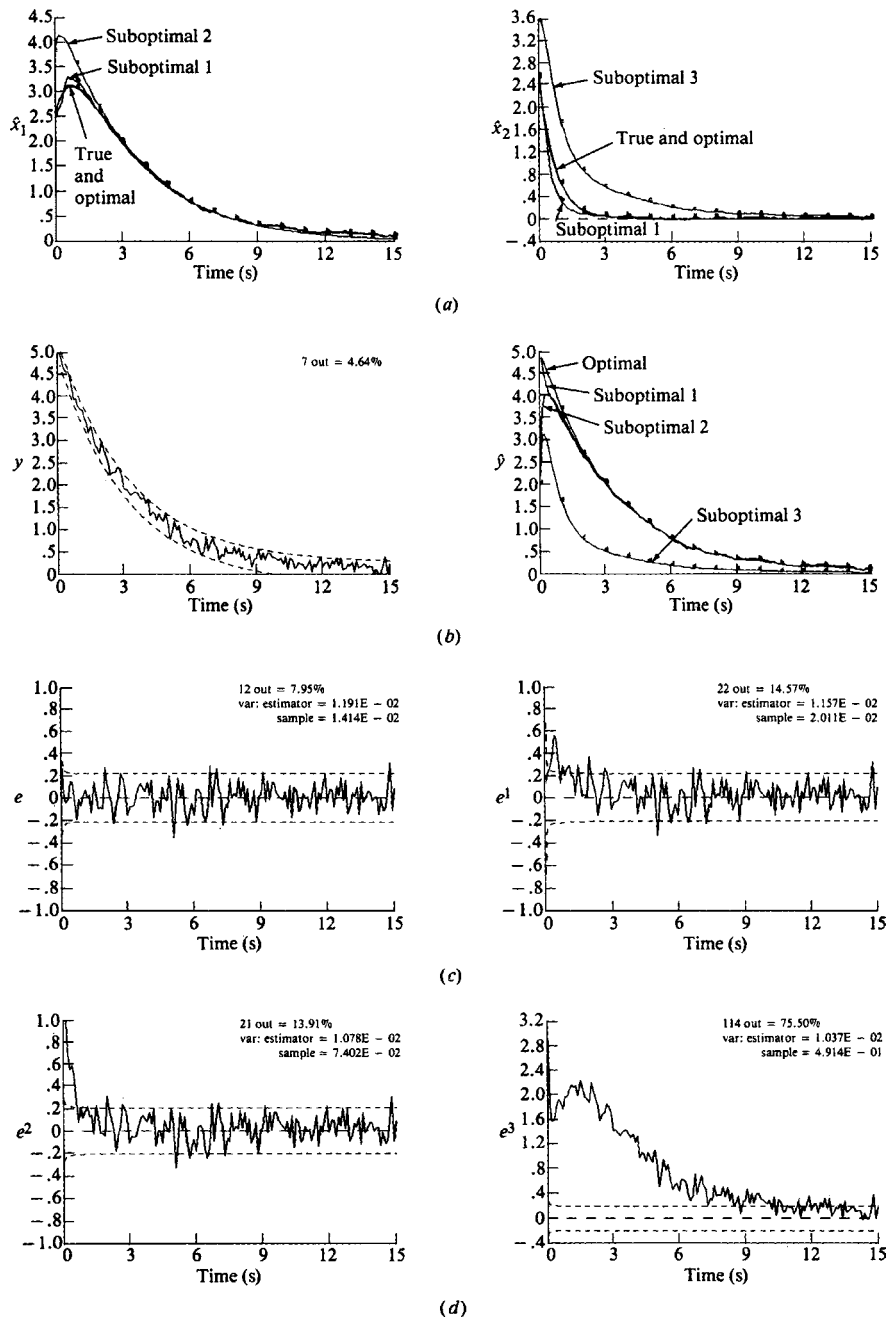 4.5
4.0
3.5
3.0
2.5
2.0
1.5
1.0
0.5
0
x̂1
Suboptimal 2
Suboptimal 1
True
and
optimal
0 3 6 9 12 15
Time (s)
3.6
2.8
2.4
x̂2
1.6
1.2
.8
.4
0
−.4
Suboptimal 3
True and optimal
Suboptimal 1
0 3 6 9 12 15
Time (s)
(a)
5.0
4.5
4.0
3.5
3.0
2.5
2.0
1.5
1.0
.5
0
y
7 out = 4.64%
0 3 6 9 12 15
Time (s)
5.0
4.5
4.0
3.5
3.0
2.5
2.0
1.5
1.0
.5
0
ŷ
Optimal
Suboptimal 1
Suboptimal 2
Suboptimal 3
0 3 6 9 12 15
Time (s)
(b)
12 out = 7.95%
var: estimator = 1.191E − 02
sample = 1.414E − 02
1.0
.8
.6
.4
.2
0
−.2
−.4
−.6
−.8
−1.0
e
0 3 6 9 12 15
Time (s)
22 out = 14.57%
var: estimator = 1.157E − 02
sample = 2.011E − 02
1.0
.8
.6
.4
.2
0
−.2
−.4
−.6
−.8
−1.0
e1
0 3 6 9 12 15
Time (s)
(c)
21 out = 13.91%
var: estimator = 1.078E − 02
sample = 7.402E − 02
1.0
.8
.6
.4
.2
0
−.2
−.4
−.6
−.8
−1.0
e2
0 3 6 9 12 15
Time (s)
114 out = 75.50%
var: estimator = 1.037E − 02
sample = 4.914E − 01
3.2
2.8
2.4
2.0
1.6
1.2
.8
.4
0
−.4
e3
0 3 6 9 12 15
Time (s)
(d)